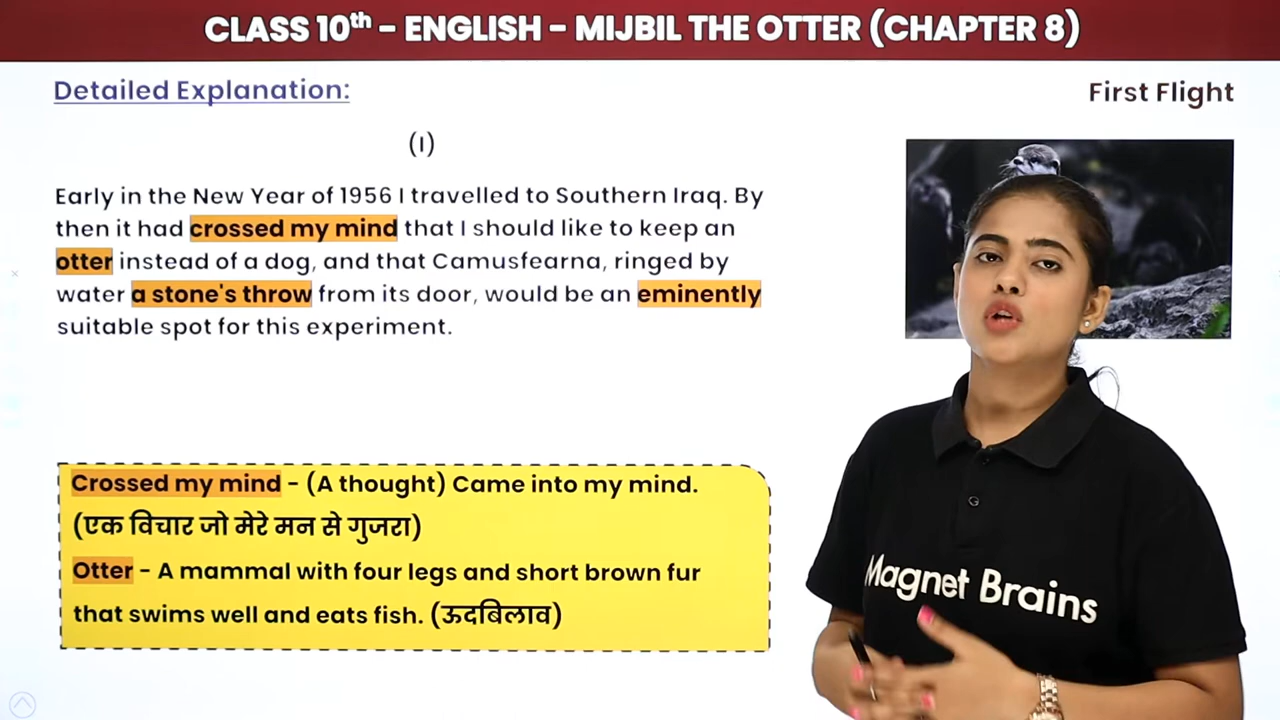 CLASS 10th - ENGLISH - MIJBIL THE OTTER (CHAPTER 8)
Detailed Explanation:
First Flight
(I)
Early in the New Year of 1956 I travelled to Southern Iraq. By
then it had crossed my mind that I should like to keep an
otter instead of a dog, and that Camusfearna, ringed by
water a stone's throw from its door, would be an eminently
suitable spot for this experiment.
Crossed my mind - (A thought) Came into my mind.
(एक विचार जो मेरे मन से गुजरा)
Otter - A mammal with four legs and short brown fur
that swims well and eats fish. (ऊदबिलाव)
Magnet Brains